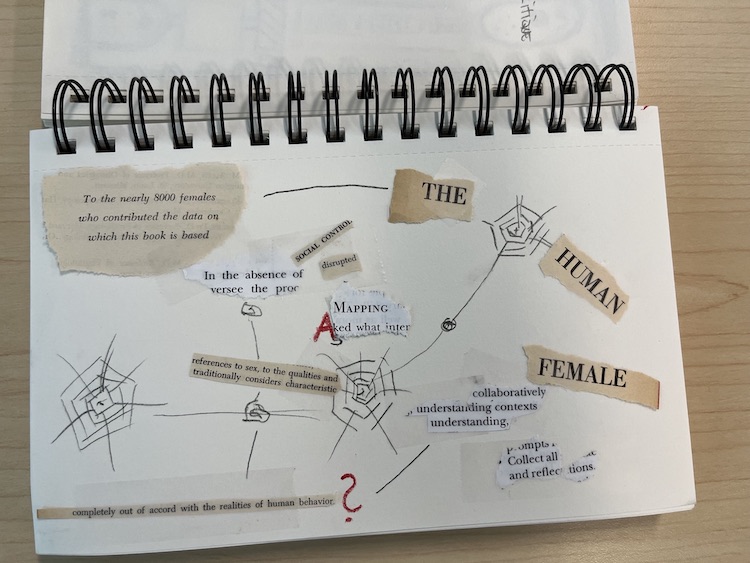 itique
To the nearly 8000 females
who contributed the data on
which this book is based
THE
HUMAN
FEMALE
SOCIAL CONTROL
disrupted
In the absence of
versee the proc
MAPPING
A
ked what inter
references to sex, to the qualities and
traditionally considers characteristic
collaboratively
understanding contexts
understanding,
prompts
Collect all
and reflec tions.
completely out of accord with the realities of human behavior.
?